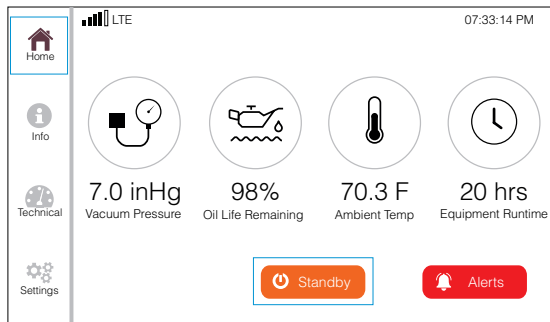 LTE
07:33:14 PM
Home
Info
Technical
Settings
7.0 inHg
Vacuum Pressure
98%
Oil Life Remaining
70.3 F
Ambient Temp
20 hrs
Equipment Runtime
Standby
Alerts